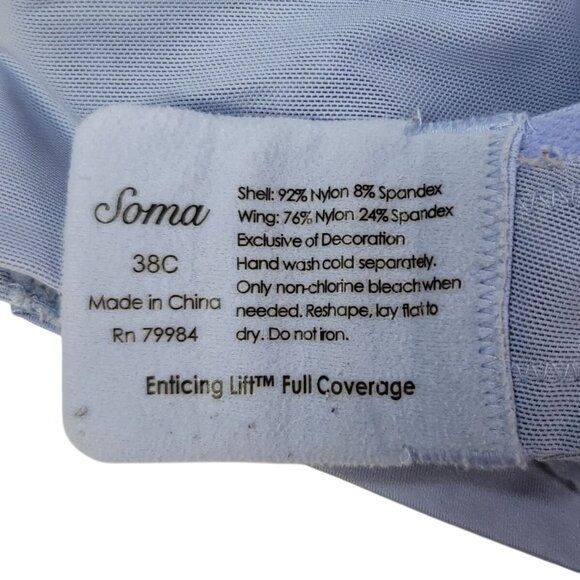 Soma
38C
Made in China
Rn 79984
Shell: 92% Nylon 8% Spandex
Wing: 76% Nylon 24% Spandex
Exclusive of Decoration
Hand wash cold separately.
Only non-chlorine bleach when
needed. Reshape, lay flat to
dry. Do not iron.
Enticing Lift™ Full Coverage